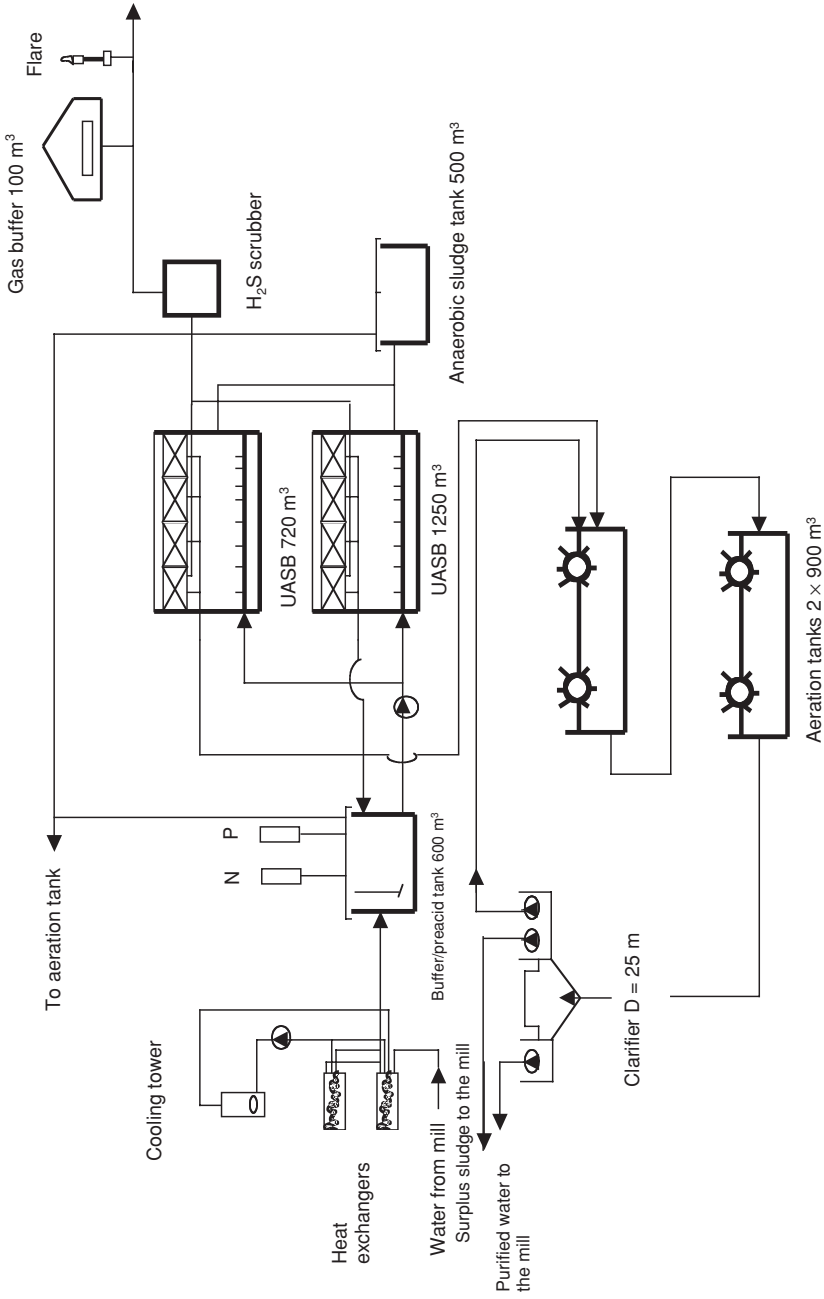 Gas buffer 100 m³
Flare
H₂S scrubber
Anaerobic sludge tank 500 m³
UASB 720 m³
UASB 1250 m³
Aeration tanks 2 × 900 m³
To aeration tank
N
P
Buffer/preacid tank 600 m³
Cooling tower
Heat
exchangers
Water from mill
Surplus sludge to the mill
Purified water to
the mill
Clarifier D = 25 m